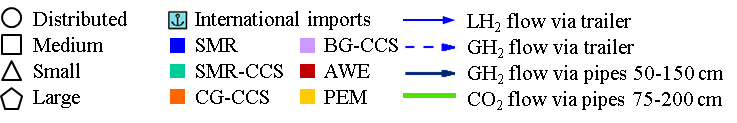 Distributed International imports LH₂ flow via trailer
Medium SMR BG-CCS GH₂ flow via trailer
Small SMR-CCS AWE GH₂ flow via pipes 50-150 cm
Large CG-CCS PEM CO₂ flow via pipes 75-200 cm